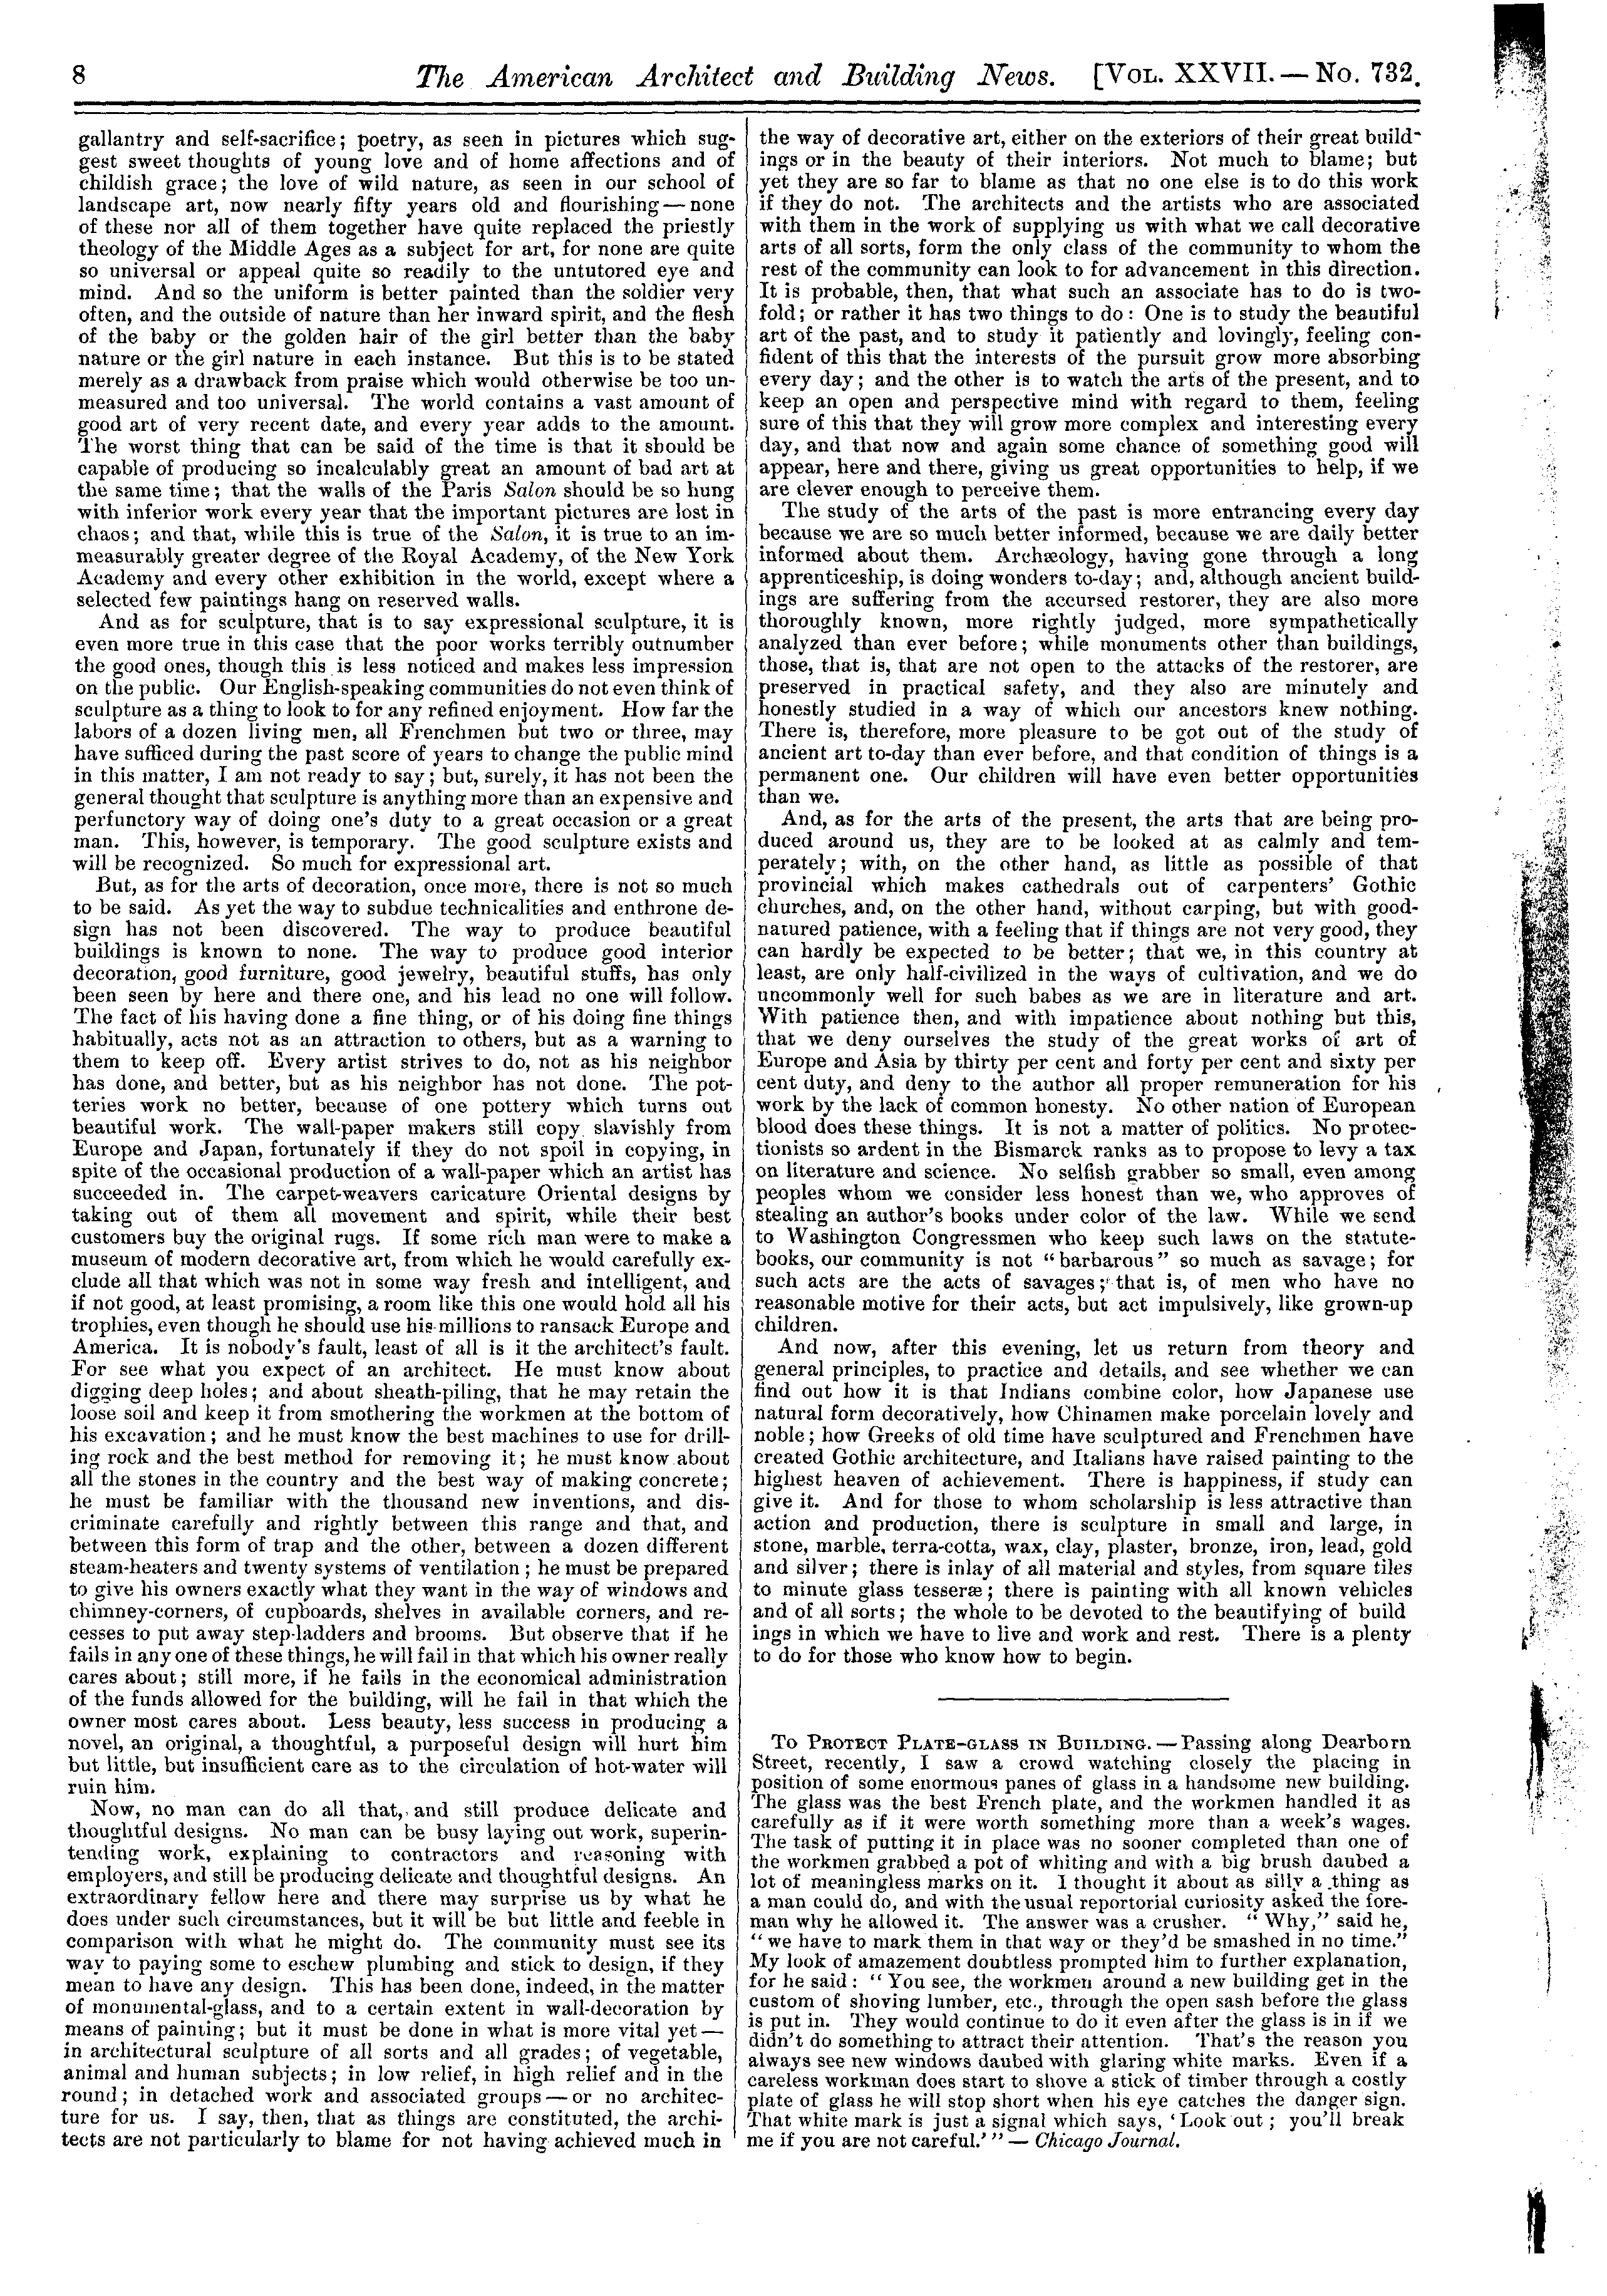 8 The American Architect and Building News. [VOL. XXVII. — No. 732.
gallantry and self-sacrifice; poetry, as seen in pictures which sug-
gest sweet thoughts of young love and of home affections and of
childish grace; the love of wild nature, as seen in our school of
landscape art, now nearly fifty years old and flourishing — none
of these nor all of them together have quite replaced the priestly
theology of the Middle Ages as a subject for art, for none are quite
so universal or appeal quite so readily to the untutored eye and
mind. And so the uniform is better painted than the soldier very
often, and the outside of nature than her inward spirit, and the flesh
of the baby or the golden hair of the girl better than the baby
nature or the girl nature in each instance. But this is to be stated
merely as a drawback from praise which would otherwise be too un-
measured and too universal. The world contains a vast amount of
good art of very recent date, and every year adds to the amount.
The worst thing that can be said of the time is that it should be
capable of producing so incalculably great an amount of bad art at
the same time; that the walls of the Paris Salon should be so hung
with inferior work every year that the important pictures are lost in
chaos; and that, while this is true of the Salon, it is true to an im-
measurably greater degree of the Royal Academy, of the New York
Academy and every other exhibition in the world, except where a
selected few paintings hang on reserved walls.
And as for sculpture, that is to say expressional sculpture, it is
even more true in this case that the poor works terribly outnumber
the good ones, though this is less noticed and makes less impression
on the public. Our English-speaking communities do not even think of
sculpture as a thing to look to for any refined enjoyment. How far the
labors of a dozen living men, all Frenchmen but two or three, may
have sufficed during the past score of years to change the public mind
in this matter, I am not ready to say; but, surely, it has not been the
general thought that sculpture is anything more than an expensive and
perfunctory way of doing one's duty to a great occasion or a great
man. This, however, is temporary. The good sculpture exists and
will be recognized. So much for expressional art.
But, as for the arts of decoration, once more, there is not so much
to be said. As yet the way to subdue technicalities and enthrone de-
sign has not been discovered. The way to produce beautiful
buildings is known to none. The way to produce good interior
decoration, good furniture, good jewelry, beautiful stuffs, has only
been seen by here and there one, and his lead no one will follow.
The fact of his having done a fine thing, or of his doing fine things
habitually, acts not as an attraction to others, but as a warning to
them to keep off. Every artist strives to do, not as his neighbor
has done, and better, but as his neighbor has not done. The pot-
teries work no better, because of one pottery which turns out
beautiful work. The wall-paper makers still copy slavishly from
Europe and Japan, fortunately if they do not spoil in copying, in
spite of the occasional production of a wall-paper which an artist has
succeeded in. The carpet-weavers caricature Oriental designs by
taking out of them all movement and spirit, while their best
customers buy the original rugs. If some rich man were to make a
museum of modern decorative art, from which he would carefully ex-
clude all that which was not in some way fresh and intelligent, and
if not good, at least promising, a room like this one would hold all his
trophies, even though he should use his millions to ransack Europe and
America. It is nobody's fault, least of all is it the architect's fault.
For see what you expect of an architect. He must know about
digging deep holes; and about sheath-piling, that he may retain the
loose soil and keep it from smothering the workmen at the bottom of
his excavation; and he must know the best machines to use for drill-
ing rock and the best method for removing it; he must know about
all the stones in the country and the best way of making concrete;
he must be familiar with the thousand new inventions, and dis-
criminate carefully and rightly between this range and that, and
between this form of trap and the other, between a dozen different
steam-heaters and twenty systems of ventilation; he must be prepared
to give his owners exactly what they want in the way of windows and
chimney-corners, of cupboards, shelves in available corners, and re-
cesses to put away step-ladders and brooms. But observe that if he
fails in any one of these things, he will fail in that which his owner really
cares about; still more, if he fails in the economical administration
of the funds allowed for the building, will he fail in that which the
owner most cares about. Less beauty, less success in producing a
novel, an original, a thoughtful, a purposeful design will hurt him
but little, but insufficient care as to the circulation of hot-water will
ruin him.
Now, no man can do all that, and still produce delicate and
thoughtful designs. No man can be busy laying out work, superin-
tending work, explaining to contractors and reasoning with
employers, and still be producing delicate and thoughtful designs. An
extraordinary fellow here and there may surprise us by what he
does under such circumstances, but it will be but little and feeble in
comparison with what he might do. The community must see its
way to paying some to eschew plumbing and stick to design, if they
mean to have any design. This has been done, indeed, in the matter
of monumental-glass, and to a certain extent in wall-decoration by
means of painting; but it must be done in what is more vital yet —
in architectural sculpture of all sorts and all grades; of vegetable,
animal and human subjects; in low relief, in high relief and in the
round; in detached work and associated groups — or no architec-
ture for us. I say, then, that as things are constituted, the archi-
tects are not particularly to blame for not having achieved much in
the way of decorative art, either on the exteriors of their great build-
ings or in the beauty of their interiors. Not much to blame; but
yet they are so far to blame as that no one else is to do this work
if they do not. The architects and the artists who are associated
with them in the work of supplying us with what we call decorative
arts of all sorts, form the only class of the community to whom the
rest of the community can look to for advancement in this direction.
It is probable, then, that what such an associate has to do is two-
fold; or rather it has two things to do: One is to study the beautiful
art of the past, and to study it patiently and lovingly, feeling con-
fident of this that the interests of the pursuit grow more absorbing
every day; and the other is to watch the arts of the present, and to
keep an open and perspective mind with regard to them, feeling
sure of this that they will grow more complex and interesting every
day, and that now and again some chance of something good will
appear, here and there, giving us great opportunities to help, if we
are clever enough to perceive them.
The study of the arts of the past is more entrancing every day
because we are so much better informed, because we are daily better
informed about them. Archæology, having gone through a long
apprenticeship, is doing wonders to-day; and, although ancient build-
ings are suffering from the accursed restorer, they are also more
thoroughly known, more rightly judged, more sympathetically
analyzed than ever before; while monuments other than buildings,
those, that is, that are not open to the attacks of the restorer, are
preserved in practical safety, and they also are minutely and
honestly studied in a way of which our ancestors knew nothing.
There is, therefore, more pleasure to be got out of the study of
ancient art to-day than ever before, and that condition of things is a
permanent one. Our children will have even better opportunities
than we.
And, as for the arts of the present, the arts that are being pro-
duced around us, they are to be looked at as calmly and tem-
perately; with, on the other hand, as little as possible of that
provincial which makes cathedrals out of carpenters' Gothic
churches, and, on the other hand, without carping, but with good-
natured patience, with a feeling that if things are not very good, they
can hardly be expected to be better; that we, in this country at
least, are only half-civilized in the ways of cultivation, and we do
uncommonly well for such babes as we are in literature and art.
With patience then, and with impatience about nothing but this,
that we deny ourselves the study of the great works of art of
Europe and Asia by thirty per cent and forty per cent and sixty per
cent duty, and deny to the author all proper remuneration for his
work by the lack of common honesty. No other nation of European
blood does these things. It is not a matter of politics. No protec-
tionists so ardent in the Bismarck ranks as to propose to levy a tax
on literature and science. No selfish grabber so small, even among
peoples whom we consider less honest than we, who approves of
stealing an author's books under color of the law. While we send
to Washington Congressmen who keep such laws on the statute-
books, our community is not "barbarous" so much as savage; for
such acts are the acts of savages; that is, of men who have no
reasonable motive for their acts, but act impulsively, like grown-up
children.
And now, after this evening, let us return from theory and
general principles, to practice and details, and see whether we can
find out how it is that Indians combine color, how Japanese use
natural form decoratively, how Chinamen make porcelain lovely and
noble; how Greeks of old time have sculptured and Frenchmen have
created Gothic architecture, and Italians have raised painting to the
highest heaven of achievement. There is happiness, if study can
give it. And for those to whom scholarship is less attractive than
action and production, there is sculpture in small and large, in
stone, marble, terra-cotta, wax, clay, plaster, bronze, iron, lead, gold
and silver; there is inlay of all material and styles, from square tiles
to minute glass tesseræ; there is painting with all known vehicles
and of all sorts; the whole to be devoted to the beautifying of build
ings in which we have to live and work and rest. There is a plenty
to do for those who know how to begin.
TO PROTECT PLATE-GLASS IN BUILDING. — Passing along Dearborn
Street, recently, I saw a crowd watching closely the placing in
position of some enormous panes of glass in a handsome new building.
The glass was the best French plate, and the workmen handled it as
carefully as if it were worth something more than a week's wages.
The task of putting it in place was no sooner completed than one of
the workmen grabbed a pot of whiting and with a big brush daubed a
lot of meaningless marks on it. I thought it about as silly a thing as
a man could do, and with the usual reportorial curiosity asked the fore-
man why he allowed it. The answer was a crusher. "Why," said he,
"we have to mark them in that way or they'd be smashed in no time."
My look of amazement doubtless prompted him to further explanation,
for he said: "You see, the workmen around a new building get in the
custom of shoving lumber, etc., through the open sash before the glass
is put in. They would continue to do it even after the glass is in if we
didn't do something to attract their attention. That's the reason you
always see new windows daubed with glaring white marks. Even if a
careless workman does start to shove a stick of timber through a costly
plate of glass he will stop short when his eye catches the danger sign.
That white mark is just a signal which says, 'Look out; you'll break
me if you are not careful.'" — Chicago Journal.